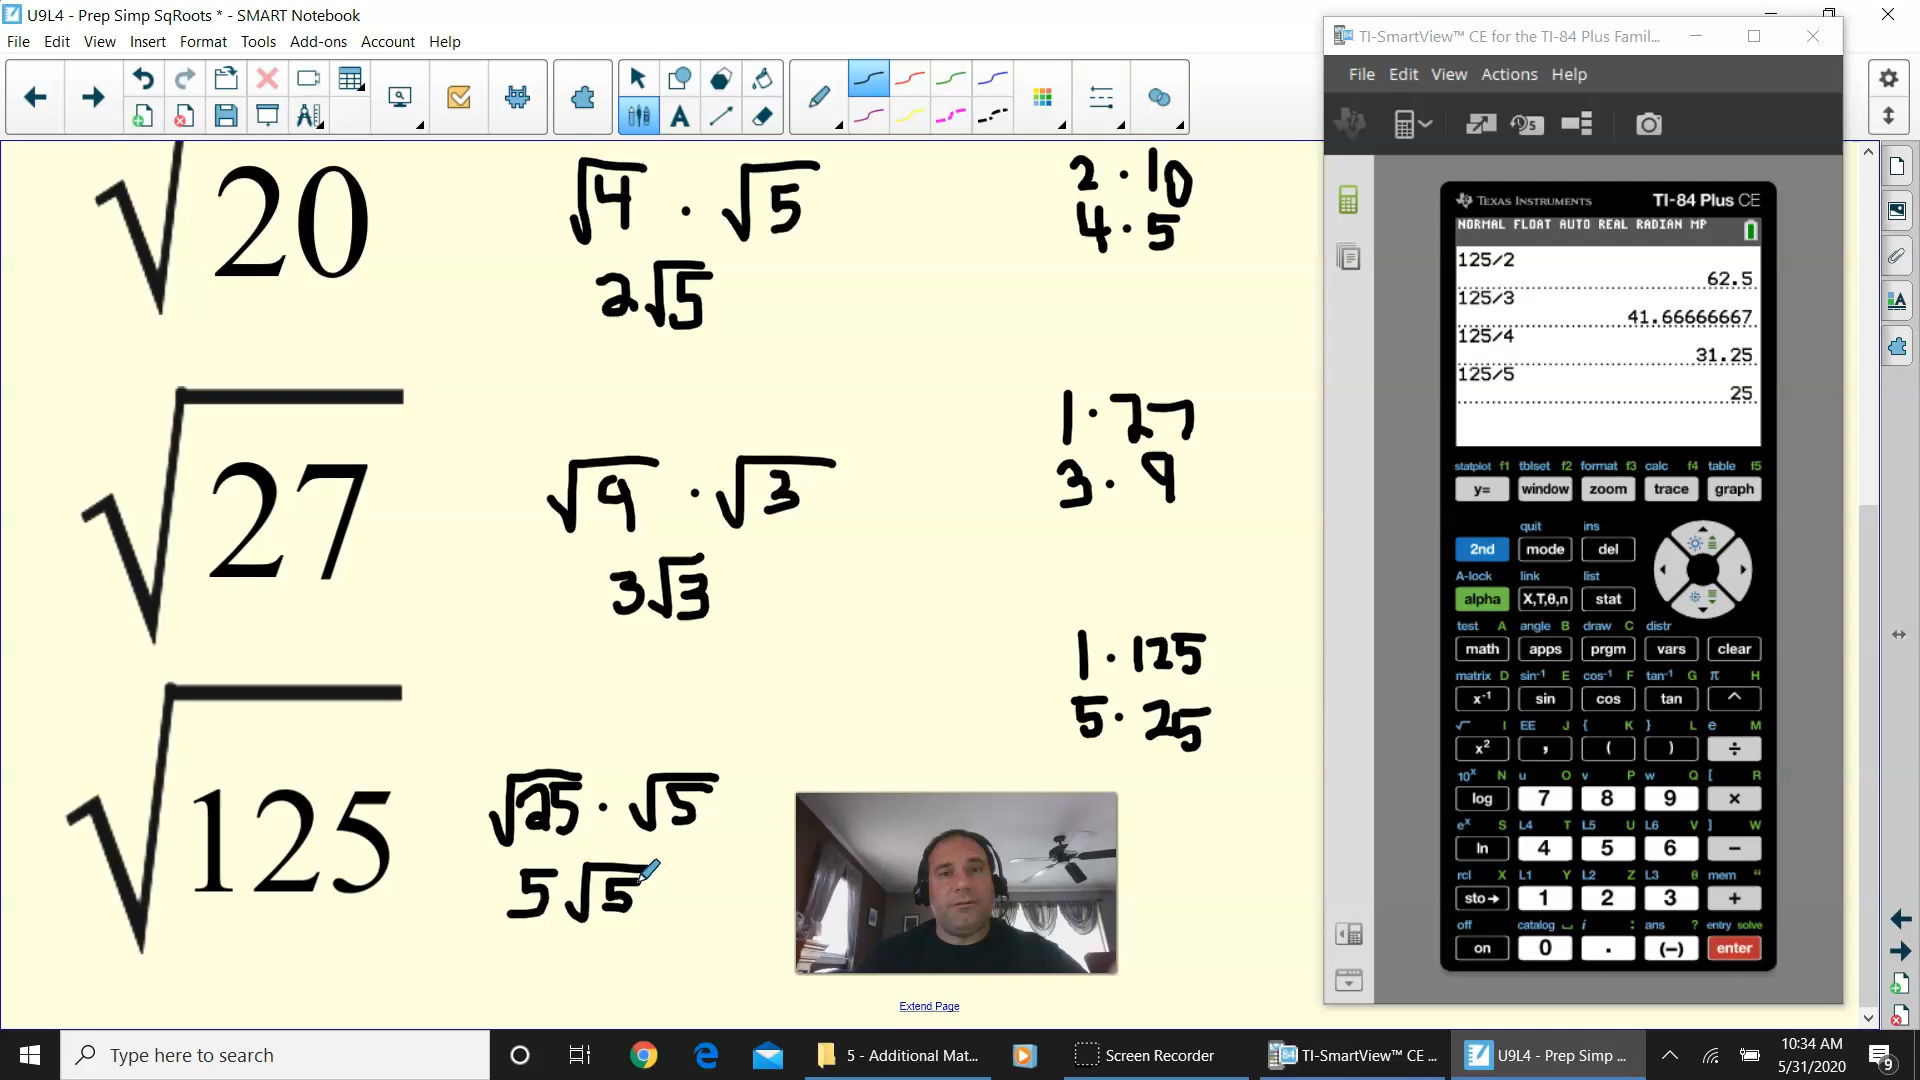 U9L4 - Prep Simp SqRoots * - SMART Notebook
File Edit View Insert Format Tools Add-ons Account Help
TI-SmartView™ CE for the TI-84 Plus Famil...
File Edit View Actions Help
√20
√4 · √5
2√5
2 · 10
4 · 5
√27
√9 · √3
3√3
1 · 27
3 · 9
√125
√25 · √5
5√5
1 · 125
5 · 25
Extend Page
TEXAS INSTRUMENTS TI-84 Plus CE
NORMAL FLOAT AUTO REAL RADIAN MP
125/2
62.5
125/3
41.66666667
125/4
31.25
125/5
25
statplot f1 tblset f2 format f3 calc f4 table f5
y= window zoom trace graph
quit ins
2nd mode del
A-lock link list
alpha X,T,θ,n stat
test A angle B draw C distr
math apps prgm vars clear
matrix D sin⁻¹ E cos⁻¹ F tan⁻¹ G π H
x⁻¹ sin cos tan ^
√ I EE J { K } L e M
x² , ( ) ÷
10ˣ N u O v P w Q [ R
log 7 8 9 ×
eˣ S L4 T L5 U L6 V ] W
ln 4 5 6 −
rcl X L1 Y L2 Z L3 θ mem "
sto→ 1 2 3 +
off catalog ⎵ i : ans ? entry solve
on 0 . (−) enter
Type here to search
5 - Additional Mat...
Screen Recorder
TI-SmartView™ CE ...
U9L4 - Prep Simp ...
10:34 AM
5/31/2020
9